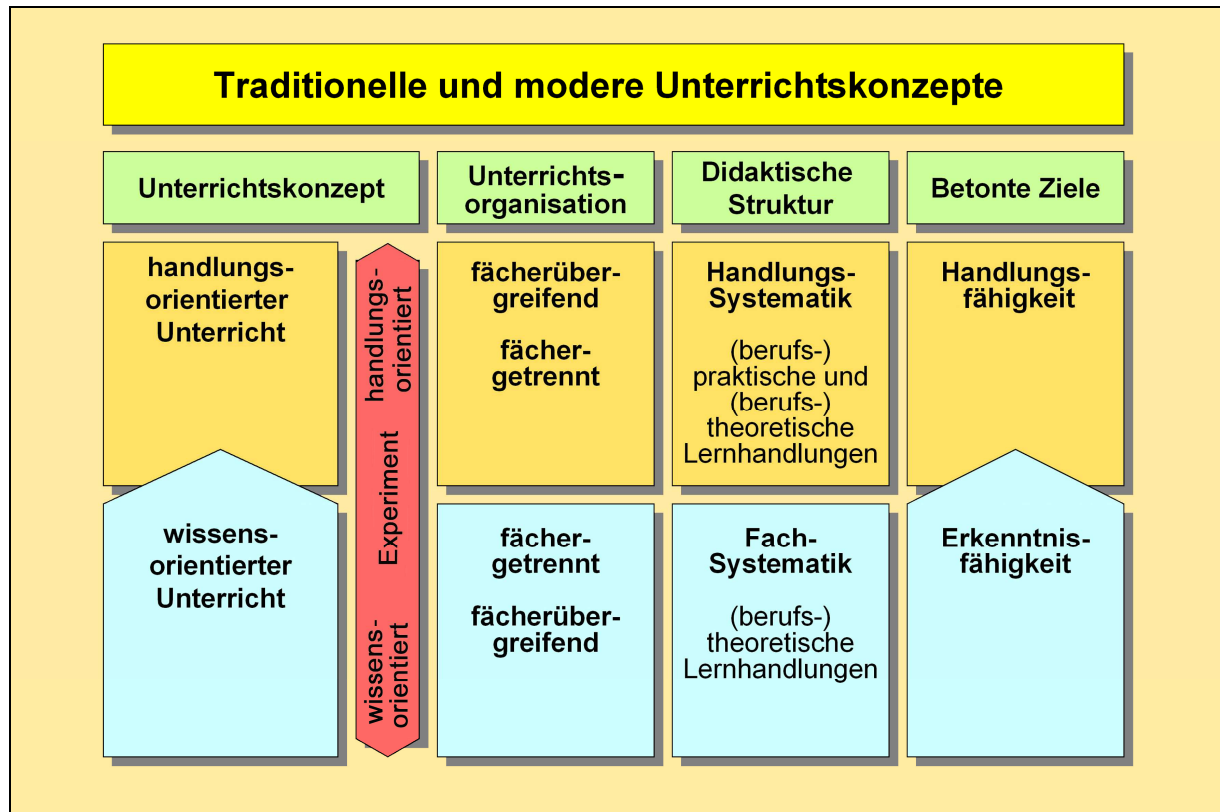 Traditionelle und modere Unterrichtskonzepte
Unterrichtskonzept
Unterrichts-
organisation
Didaktische
Struktur
Betonte Ziele
handlungs-
orientierter
Unterricht
handlungs-
orientiert
Experiment
wissens-
orientiert
fächerüber-
greifend
fächer-
getrennt
Handlungs-
Systematik
(berufs-)
praktische und
(berufs-)
theoretische
Lernhandlungen
Handlungs-
fähigkeit
wissens-
orientierter
Unterricht
fächer-
getrennt
fächerüber-
greifend
Fach-
Systematik
(berufs-)
theoretische
Lernhandlungen
Erkenntnis-
fähigkeit